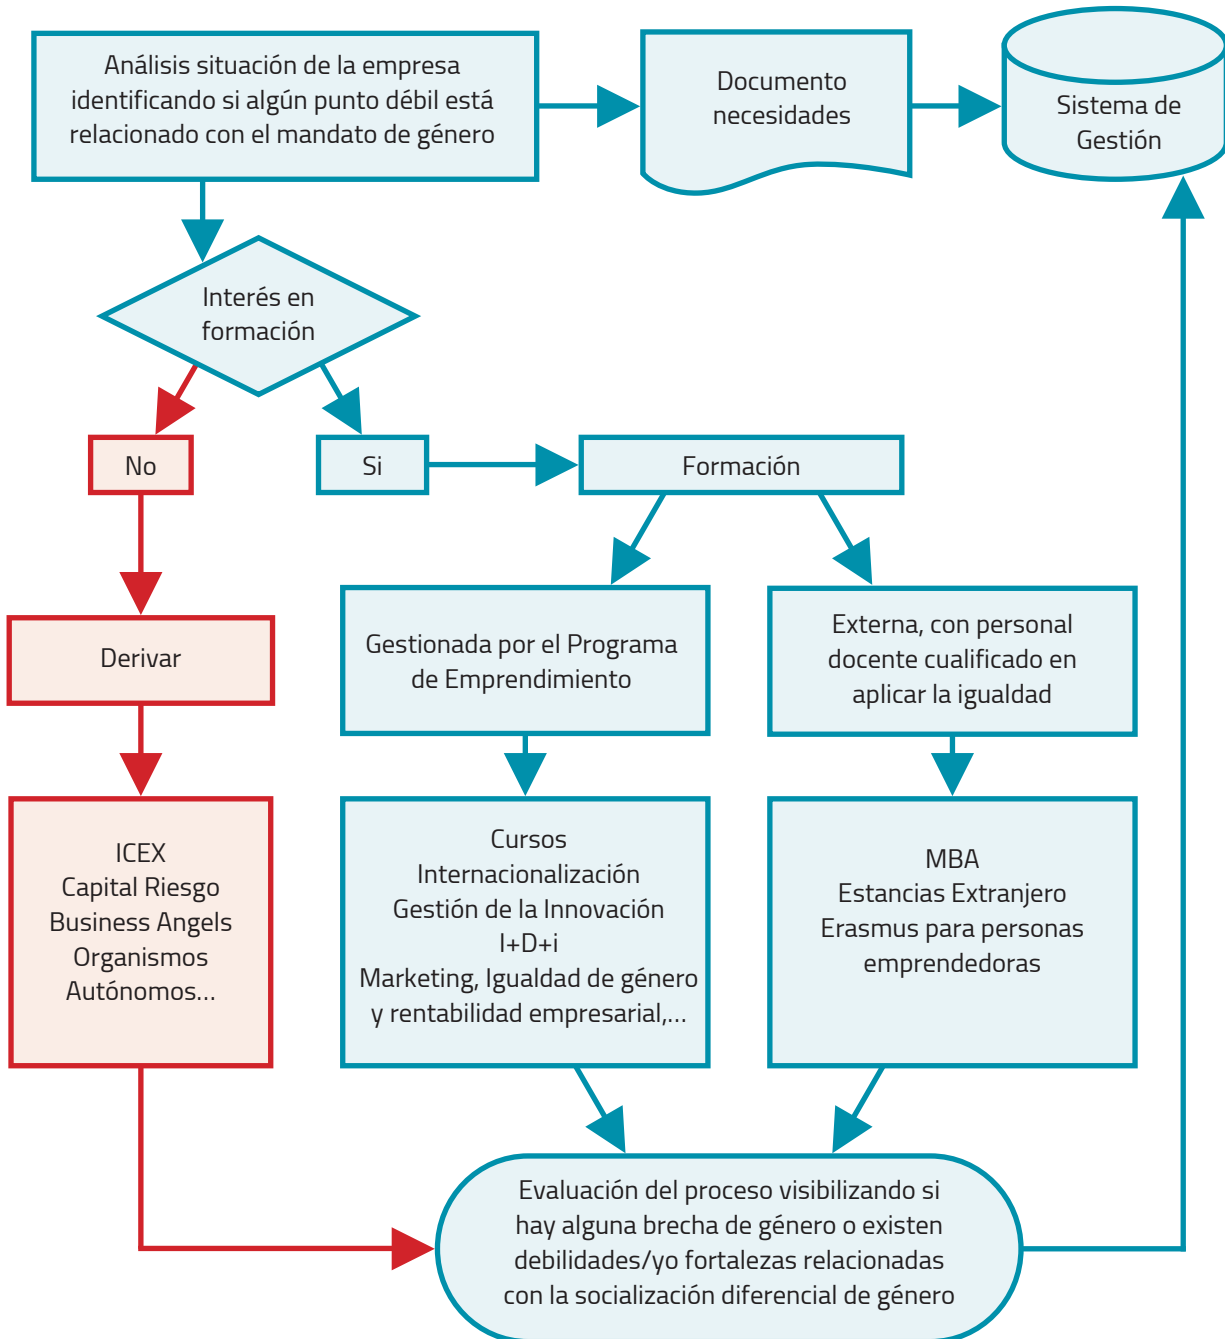 Análisis situación de la empresa
identificando si algún punto débil está
relacionado con el mandato de género
Documento
necesidades
Sistema de
Gestión
Interés en
formación
No
Si
Formación
Derivar
Gestionada por el Programa
de Emprendimiento
Externa, con personal
docente cualificado en
aplicar la igualdad
ICEX
Capital Riesgo
Business Angels
Organismos
Autónomos...
Cursos
Internacionalización
Gestión de la Innovación
I+D+i
Marketing, Igualdad de género
y rentabilidad empresarial,...
MBA
Estancias Extranjero
Erasmus para personas
emprendedoras
Evaluación del proceso visibilizando si
hay alguna brecha de género o existen
debilidades/yo fortalezas relacionadas
con la socialización diferencial de género